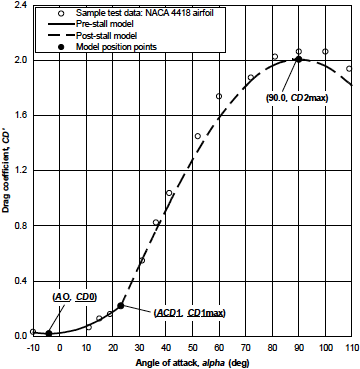 Sample test data: NACA 4418 airfoil
Pre-stall model
Post-stall model
Model position points
2.4
2.0
1.6
1.2
0.8
0.4
0.0
Drag coefficient, CD'
(90.0, CD2max)
(AO, CD0)
(ACD1, CD1max)
-10 0 10 20 30 40 50 60 70 80 90 100 110
Angle of attack, alpha (deg)